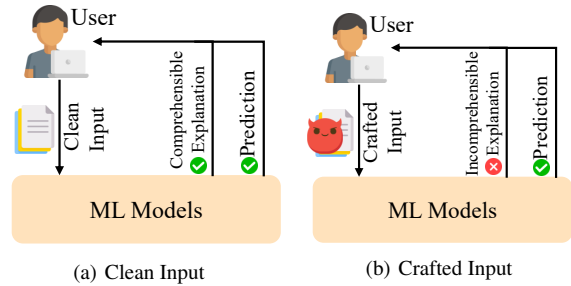 User
Clean
Input
Comprehensible
Explanation
Prediction
ML Models
(a) Clean Input
User
Crafted
Input
Incomprehensible
Explanation
Prediction
ML Models
(b) Crafted Input